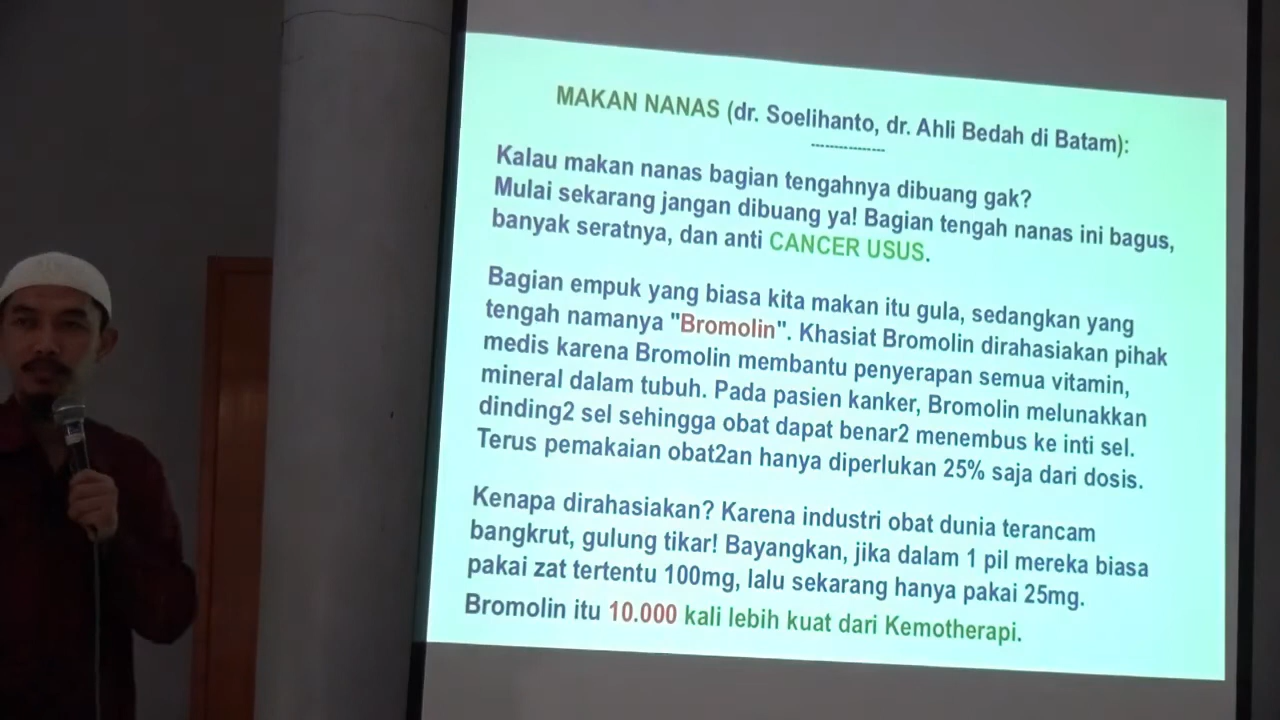 MAKAN NANAS (dr. Soelihanto, dr. Ahli Bedah di Batam):
----------------
Kalau makan nanas bagian tengahnya dibuang gak?
Mulai sekarang jangan dibuang ya! Bagian tengah nanas ini bagus,
banyak seratnya, dan anti CANCER USUS.
Bagian empuk yang biasa kita makan itu gula, sedangkan yang
tengah namanya "Bromolin". Khasiat Bromolin dirahasiakan pihak
medis karena Bromolin membantu penyerapan semua vitamin,
mineral dalam tubuh. Pada pasien kanker, Bromolin melunakkan
dinding2 sel sehingga obat dapat benar2 menembus ke inti sel.
Terus pemakaian obat2an hanya diperlukan 25% saja dari dosis.
Kenapa dirahasiakan? Karena industri obat dunia terancam
bangkrut, gulung tikar! Bayangkan, jika dalam 1 pil mereka biasa
pakai zat tertentu 100mg, lalu sekarang hanya pakai 25mg.
Bromolin itu 10.000 kali lebih kuat dari Kemotherapi.